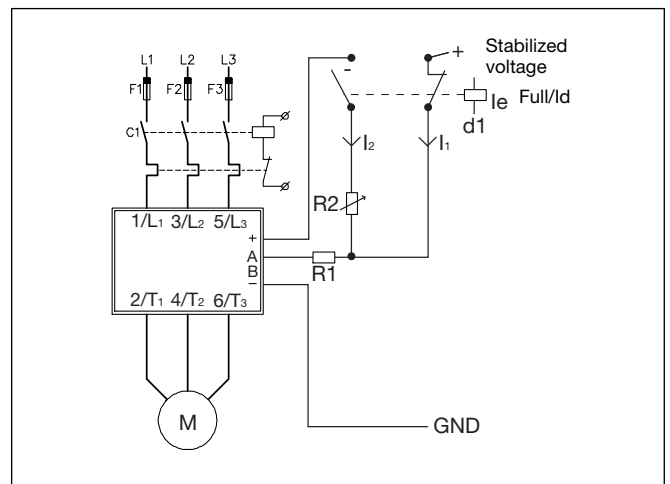 L1 L2 L3
F1 F2 F3
C1
+
Stabilized
voltage
-
Ie Full/Id
d1
I2 I1
R2
1/L1 3/L2 5/L3
+
A
B
−
R1
2/T1 4/T2 6/T3
M
GND